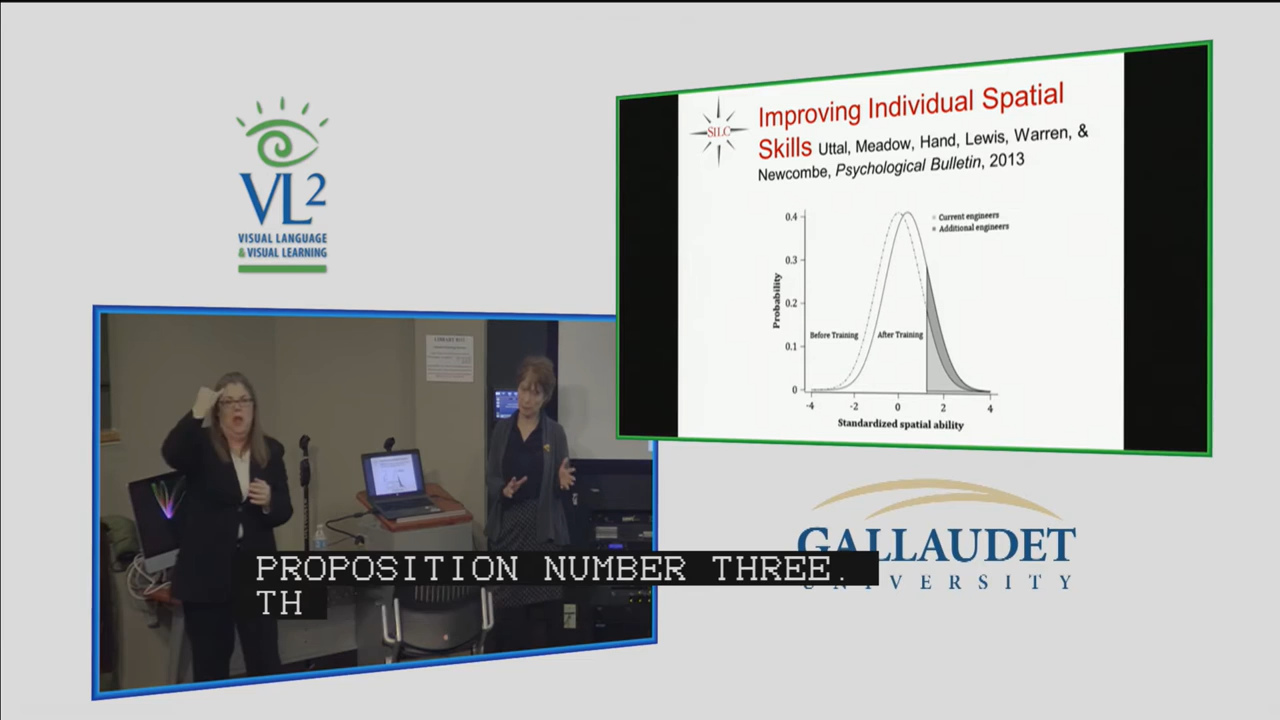 VL2
VISUAL LANGUAGE
& VISUAL LEARNING
SILC
Improving Individual Spatial
Skills Uttal, Meadow, Hand, Lewis, Warren, &
Newcombe, Psychological Bulletin, 2013
Current engineers
Additional engineers
0.4
0.3
0.2
0.1
0
Probability
Before Training
After Training
-4
-2
0
2
4
Standardized spatial ability
GALLAUDET
UNIVERSITY
PROPOSITION NUMBER THREE.
TH